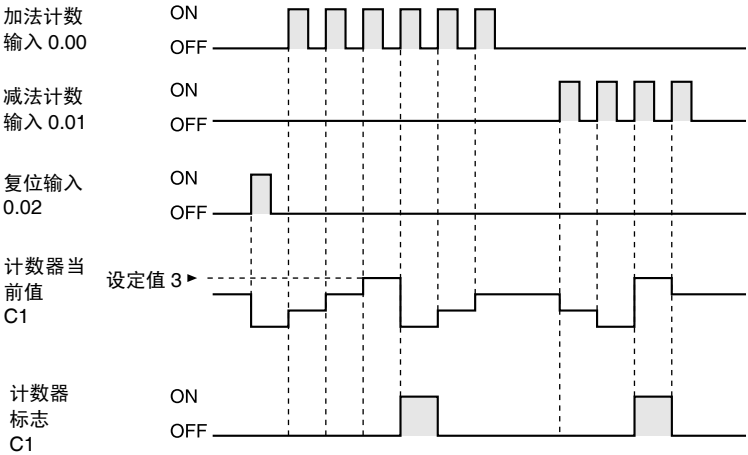 加法计数
输入 0.00
ON
OFF
减法计数
输入 0.01
ON
OFF
复位输入
0.02
ON
OFF
计数器当
前值
C1
设定值 3
计数器
标志
C1
ON
OFF